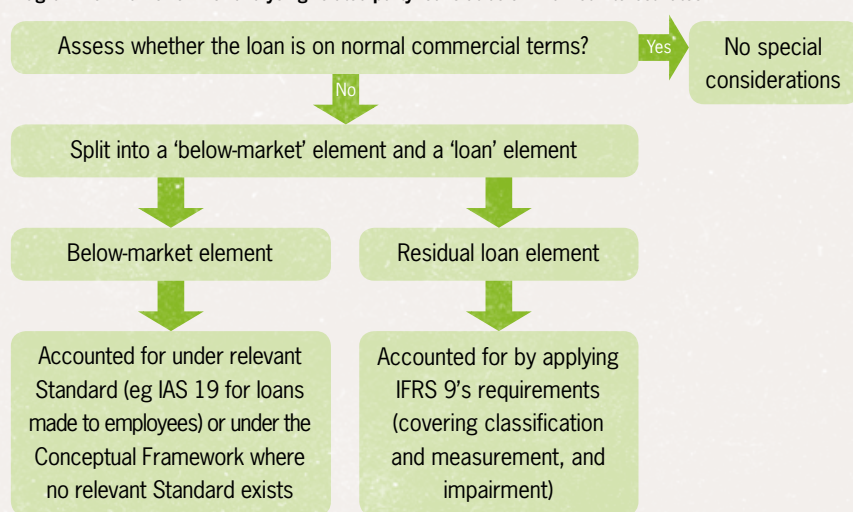 Assess whether the loan is on normal commercial terms?
Yes
No special
considerations
No
Split into a ‘below-market’ element and a ‘loan’ element
Below-market element
Residual loan element
Accounted for under relevant
Standard (eg IAS 19 for loans
made to employees) or under the
Conceptual Framework where
no relevant Standard exists
Accounted for by applying
IFRS 9’s requirements
(covering classification
and measurement, and
impairment)